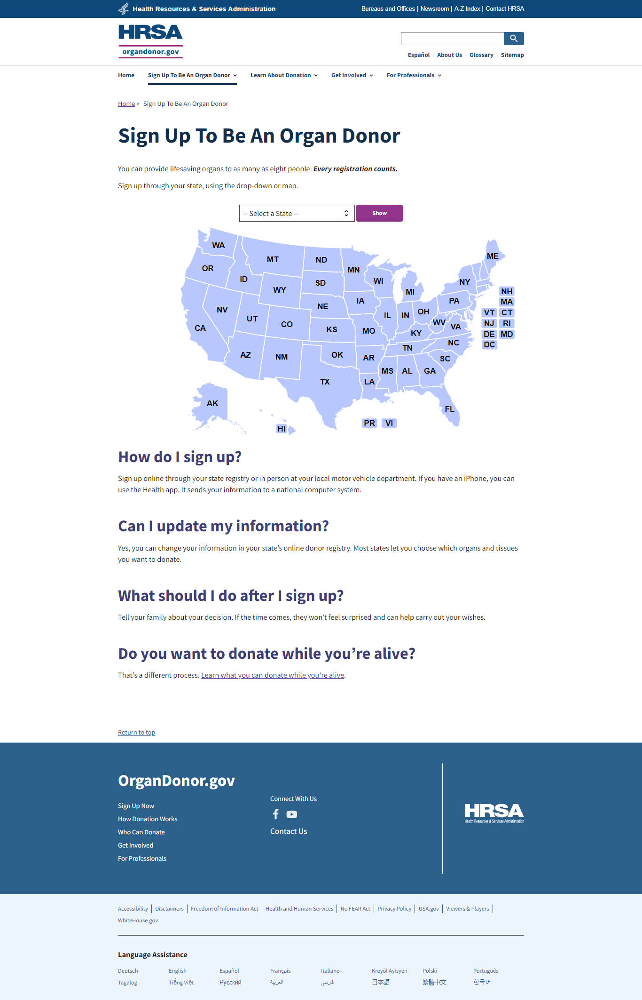 Health Resources & Services Administration
Bureaus and Offices | Newsroom | A-Z Index | Contact HRSA
HRSA
organdonor.gov
Español About Us Glossary Sitemap
Home Sign Up To Be An Organ Donor Learn About Donation Get Involved For Professionals
Home » Sign Up To Be An Organ Donor
Sign Up To Be An Organ Donor
You can provide lifesaving organs to as many as eight people. Every registration counts.
Sign up through your state, using the drop-down or map.
-- Select a State -- Show
WA
MT ND ME
OR MN
ID WI NY
SD
WY MI NH
IA PA MA
NV NE OH VT CT
UT IL IN
CO WV NJ RI
CA KS MO KY VA DE MD
TN NC DC
AZ NM OK AR SC
MS AL GA
TX LA
AK FL
PR VI
HI
How do I sign up?
Sign up online through your state registry or in person at your local motor vehicle department. If you have an iPhone, you can
use the Health app. It sends your information to a national computer system.
Can I update my information?
Yes, you can change your information in your state’s online donor registry. Most states let you choose which organs and tissues
you want to donate.
What should I do after I sign up?
Tell your family about your decision. If the time comes, they won’t feel surprised and can help carry out your wishes.
Do you want to donate while you’re alive?
That’s a different process. Learn what you can donate while you're alive.
Return to top
OrganDonor.gov
Sign Up Now
How Donation Works
Who Can Donate
Get Involved
For Professionals
Connect With Us
Contact Us
HRSA
Health Resources & Services Administration
Accessibility Disclaimers Freedom of Information Act Health and Human Services No FEAR Act Privacy Policy USA.gov Viewers & Players
WhiteHouse.gov
Language Assistance
Deutsch English Español Français Italiano Kreyòl Ayisyen Polski Português
Tagalog Tiếng Việt Русский العربية فارسی 日本語 繁體中文 한국어